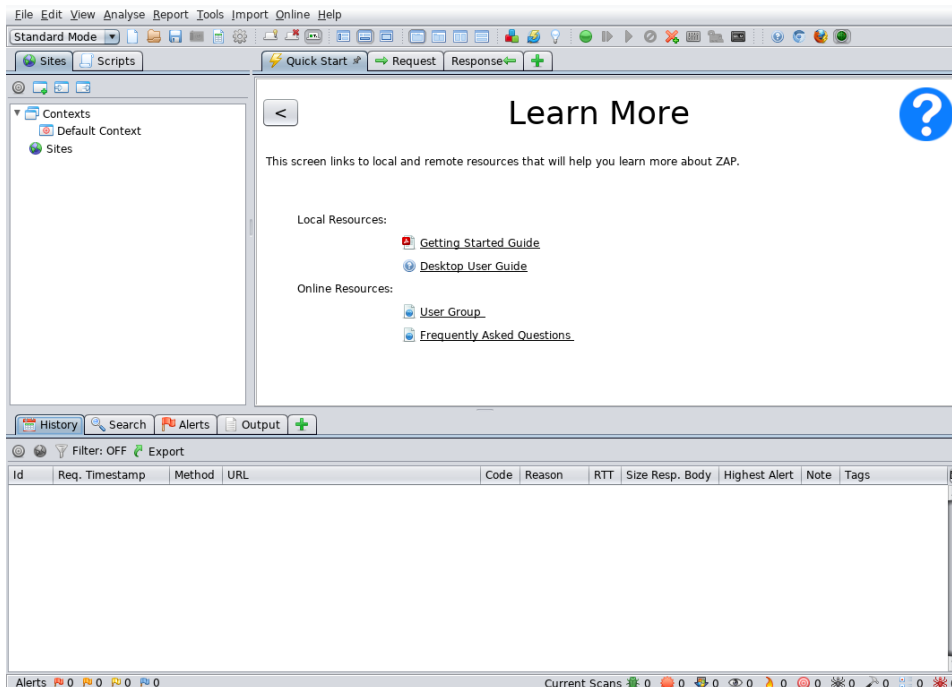 File Edit View Analyse Report Tools Import Online Help
Standard Mode
Sites Scripts Quick Start Request Response
Contexts
Default Context
Sites
< Learn More ?
This screen links to local and remote resources that will help you learn more about ZAP.
Local Resources:
Getting Started Guide
Desktop User Guide
Online Resources:
User Group
Frequently Asked Questions
History Search Alerts Output
Filter: OFF Export
Id Req. Timestamp Method URL Code Reason RTT Size Resp. Body Highest Alert Note Tags
Alerts 0 0 0 0 Current Scans 0 0 0 0 0 0 0 0 0